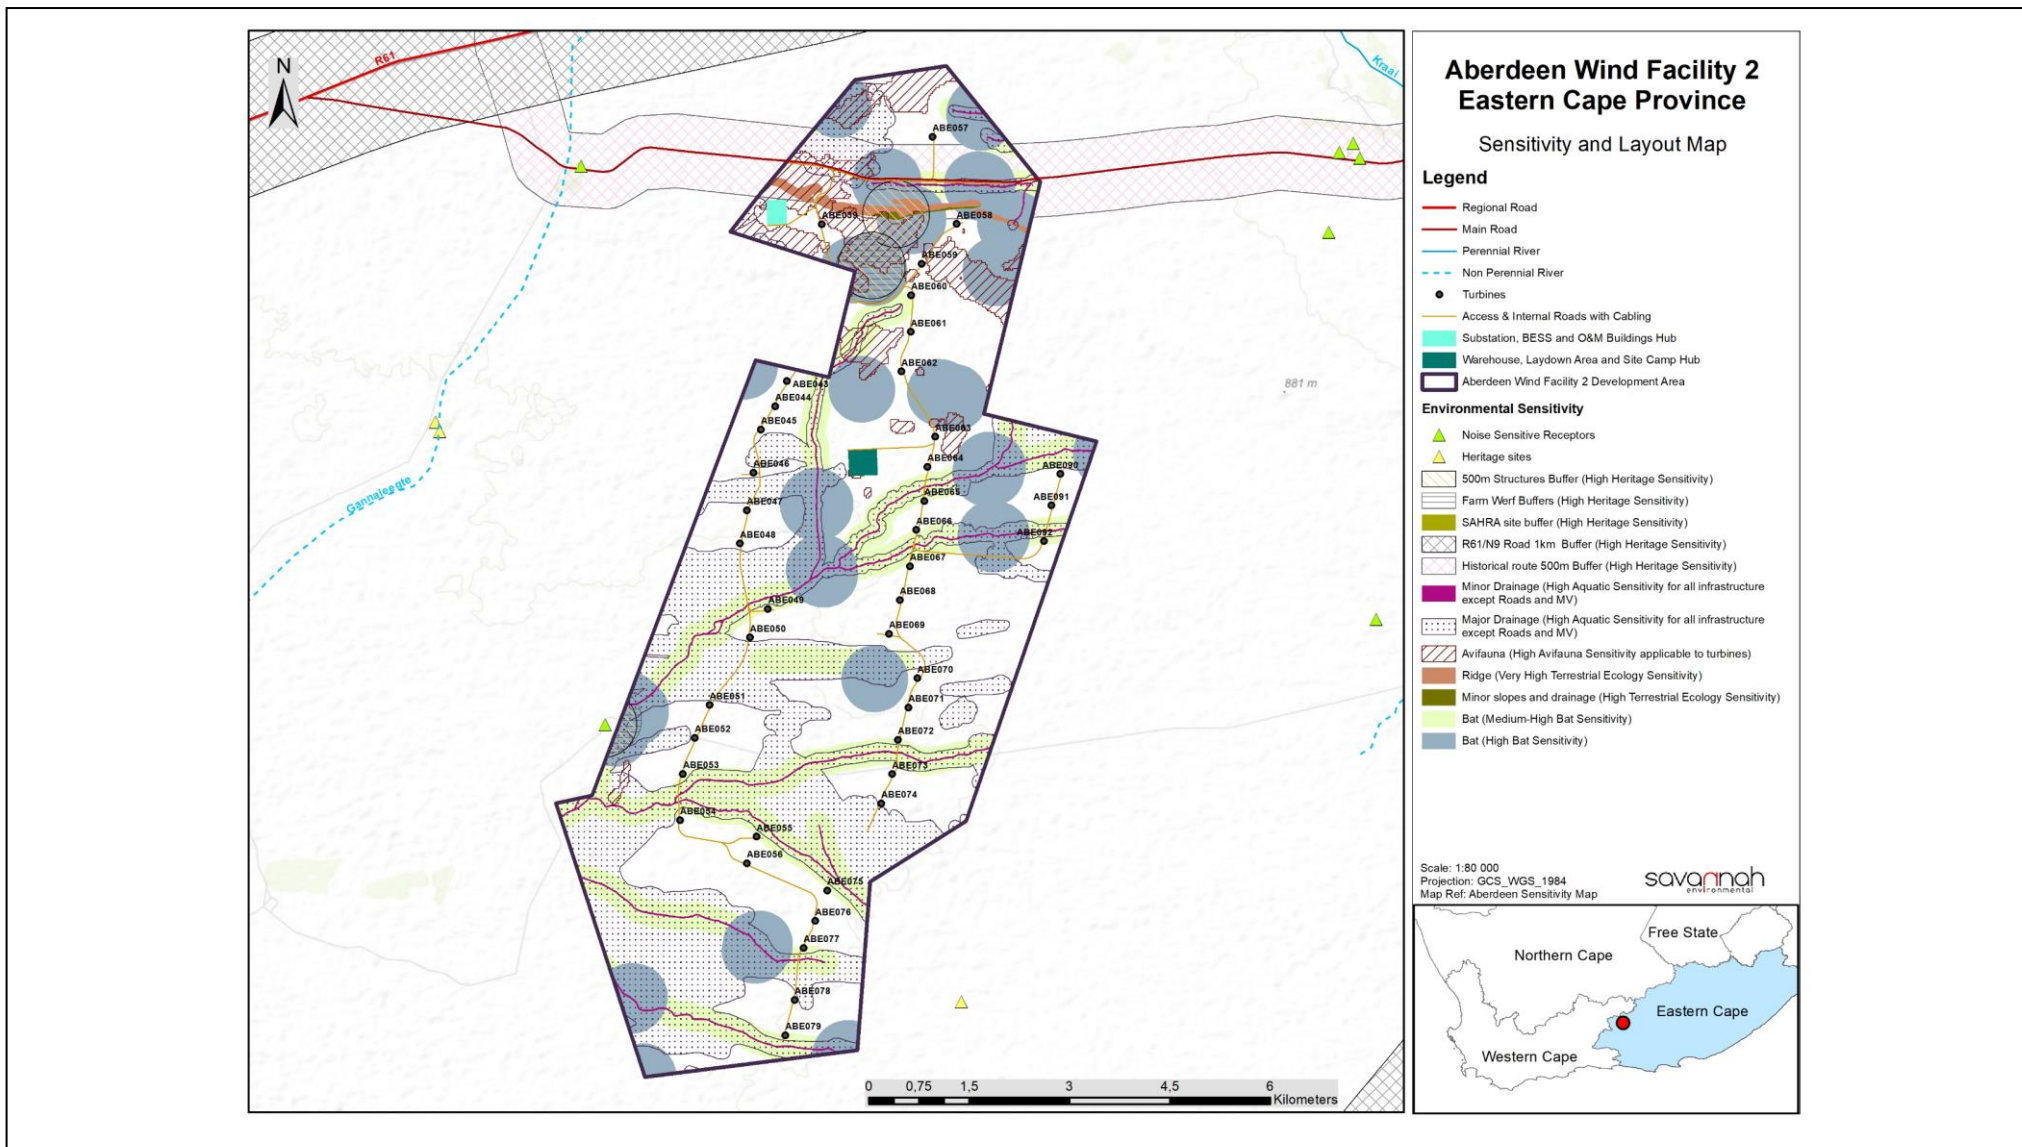 R61
N
Kraai
ABE057
ABE039
ABE058
ABE059
ABE060
ABE061
ABE062
881 m
ABE043
ABE044
ABE045
ABE063
ABE046
ABE064
ABE090
Gannaleegte
ABE047
ABE065
ABE091
ABE048
ABE066
ABE092
ABE067
ABE049
ABE068
ABE050
ABE069
ABE070
ABE051
ABE071
ABE052
ABE072
ABE053
ABE073
ABE074
ABE054
ABE055
ABE056
ABE075
ABE076
ABE077
ABE078
ABE079
0 0,75 1,5 3 4,5 6
Kilometers
Aberdeen Wind Facility 2
Eastern Cape Province
Sensitivity and Layout Map
Legend
Regional Road
Main Road
Perennial River
Non Perennial River
Turbines
Access & Internal Roads with Cabling
Substation, BESS and O&M Buildings Hub
Warehouse, Laydown Area and Site Camp Hub
Aberdeen Wind Facility 2 Development Area
Environmental Sensitivity
Noise Sensitive Receptors
Heritage sites
500m Structures Buffer (High Heritage Sensitivity)
Farm Werf Buffers (High Heritage Sensitivity)
SAHRA site buffer (High Heritage Sensitivity)
R61/N9 Road 1km Buffer (High Heritage Sensitivity)
Historical route 500m Buffer (High Heritage Sensitivity)
Minor Drainage (High Aquatic Sensitivity for all infrastructure
except Roads and MV)
Major Drainage (High Aquatic Sensitivity for all infrastructure
except Roads and MV)
Avifauna (High Avifauna Sensitivity applicable to turbines)
Ridge (Very High Terrestrial Ecology Sensitivity)
Minor slopes and drainage (High Terrestrial Ecology Sensitivity)
Bat (Medium-High Bat Sensitivity)
Bat (High Bat Sensitivity)
Scale: 1:80 000
Projection: GCS_WGS_1984
Map Ref: Aberdeen Sensitivity Map
savannah
environmental
Free State
Northern Cape
Eastern Cape
Western Cape